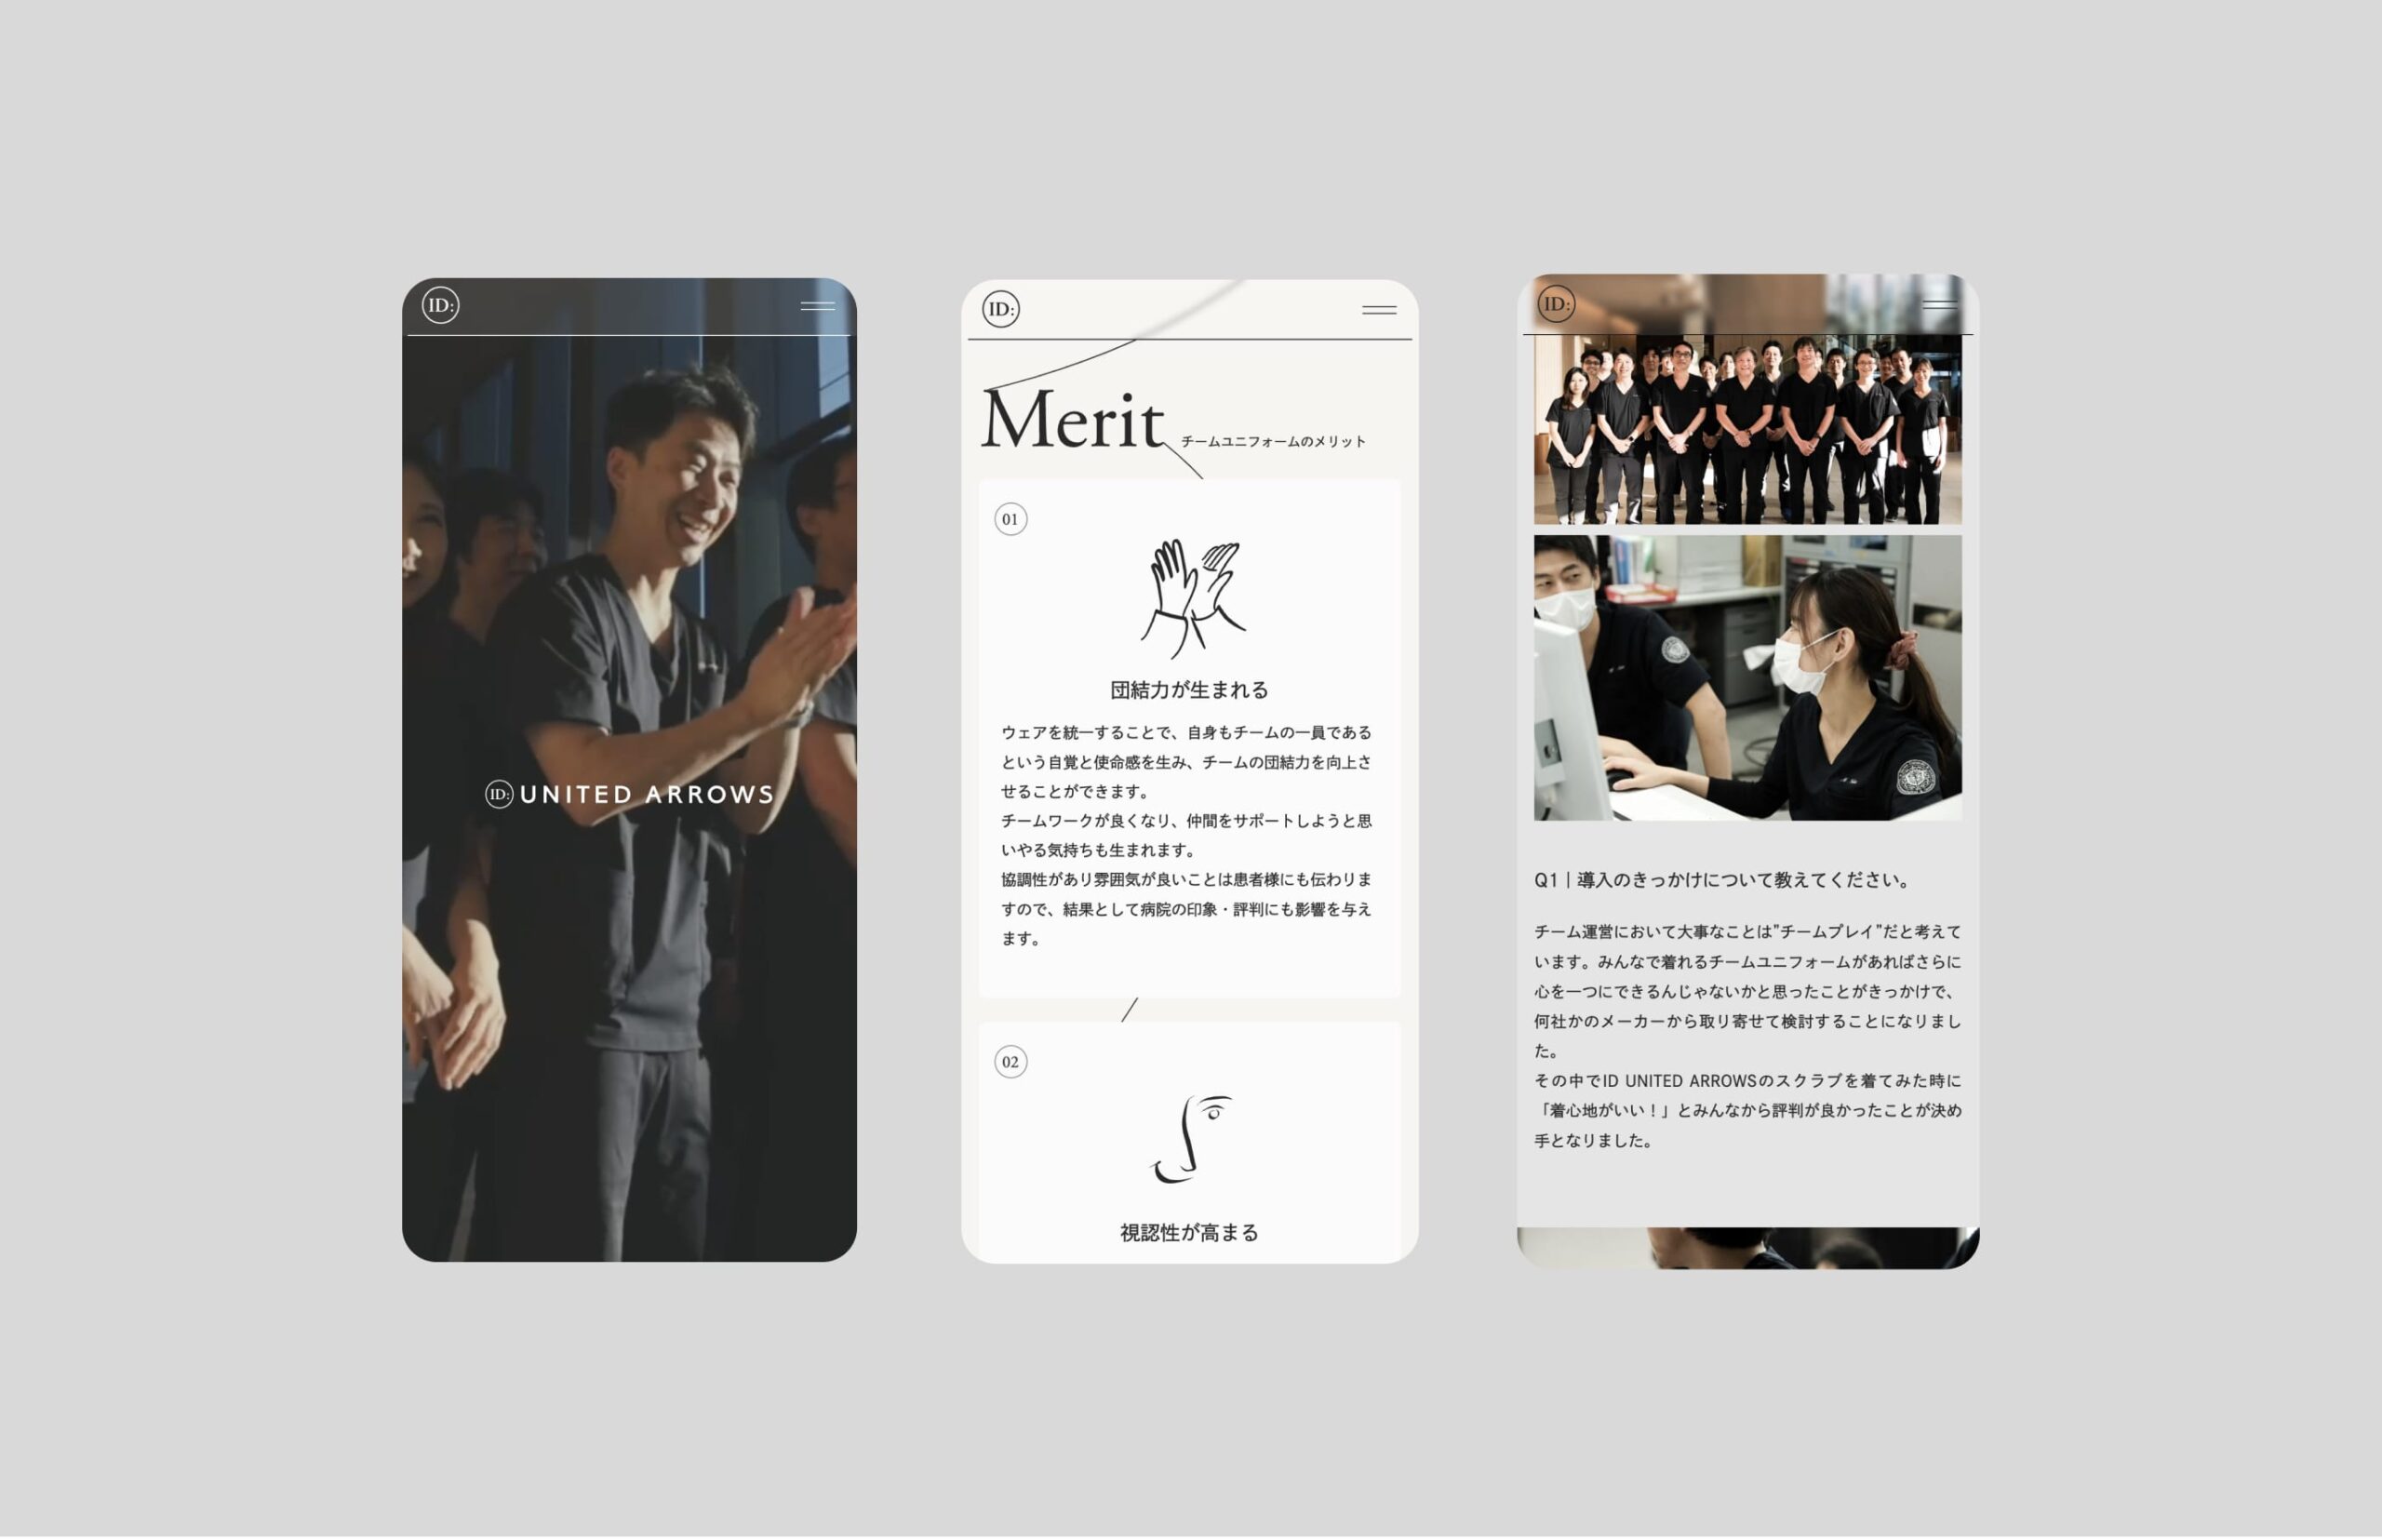 ID:
ID: UNITED ARROWS
ID:
Merit チームユニフォームのメリット
01
団結力が生まれる
ウェアを統一することで、自身もチームの一員である
という自覚と使命感を生み、チームの団結力を向上さ
せることができます。
チームワークが良くなり、仲間をサポートしようと思
いやる気持ちも生まれます。
協調性があり雰囲気が良いことは患者様にも伝わりま
すので、結果として病院の印象・評判にも影響を与え
ます。
02
視認性が高まる
ID:
Q1｜導入のきっかけについて教えてください。
チーム運営において大事なことは”チームプレイ”だと考えて
います。みんなで着れるチームユニフォームがあればさらに
心を一つにできるんじゃないかと思ったことがきっかけで、
何社かのメーカーから取り寄せて検討することになりまし
た。
その中でID UNITED ARROWSのスクラブを着てみた時に
「着心地がいい！」とみんなから評判が良かったことが決め
手となりました。